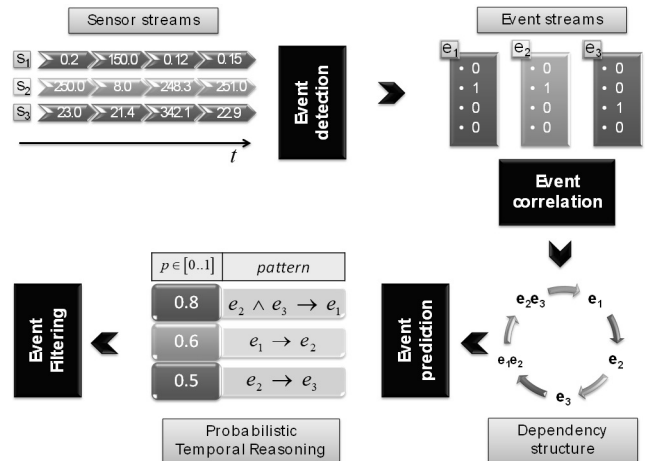 Sensor streams
Event streams
S1 0.2 150.0 0.12 0.15
S2 250.0 8.0 248.3 251.0
S3 23.0 21.4 342.1 22.9
t
Event detection
e1 e2 e3
• 0 • 0 • 0
• 1 • 1 • 0
• 0 • 0 • 1
• 0 • 0 • 0
Event
correlation
p ∈ [0..1] pattern
0.8 e2 ∧ e3 → e1
0.6 e1 → e2
0.5 e2 → e3
Event
Filtering
Event
prediction
e2e3 e1
e1e2 e2
e3
Probabilistic
Temporal Reasoning
Dependency
structure